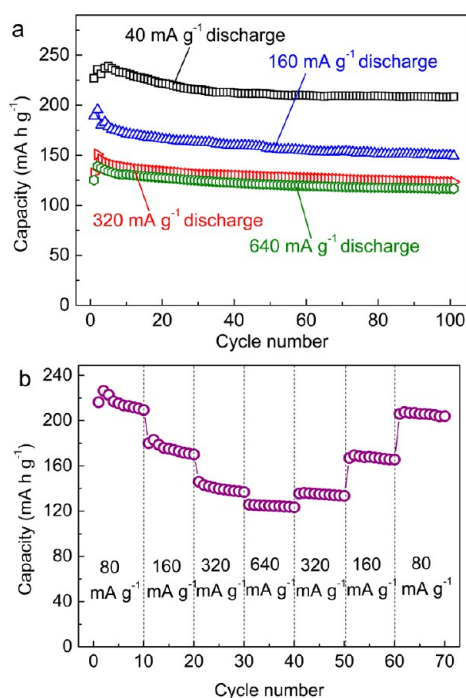 a
300
250
200
150
100
50
0
Capacity (mA h g⁻¹)
40 mA g⁻¹ discharge
160 mA g⁻¹ discharge
320 mA g⁻¹ discharge
640 mA g⁻¹ discharge
0 20 40 60 80 100
Cycle number
b
240
200
160
120
80
40
0
Capacity (mA h g⁻¹)
80 160 320 640 320 160 80
mA g⁻¹ mA g⁻¹ mA g⁻¹ mA g⁻¹ mA g⁻¹ mA g⁻¹ mA g⁻¹
0 10 20 30 40 50 60 70
Cycle number